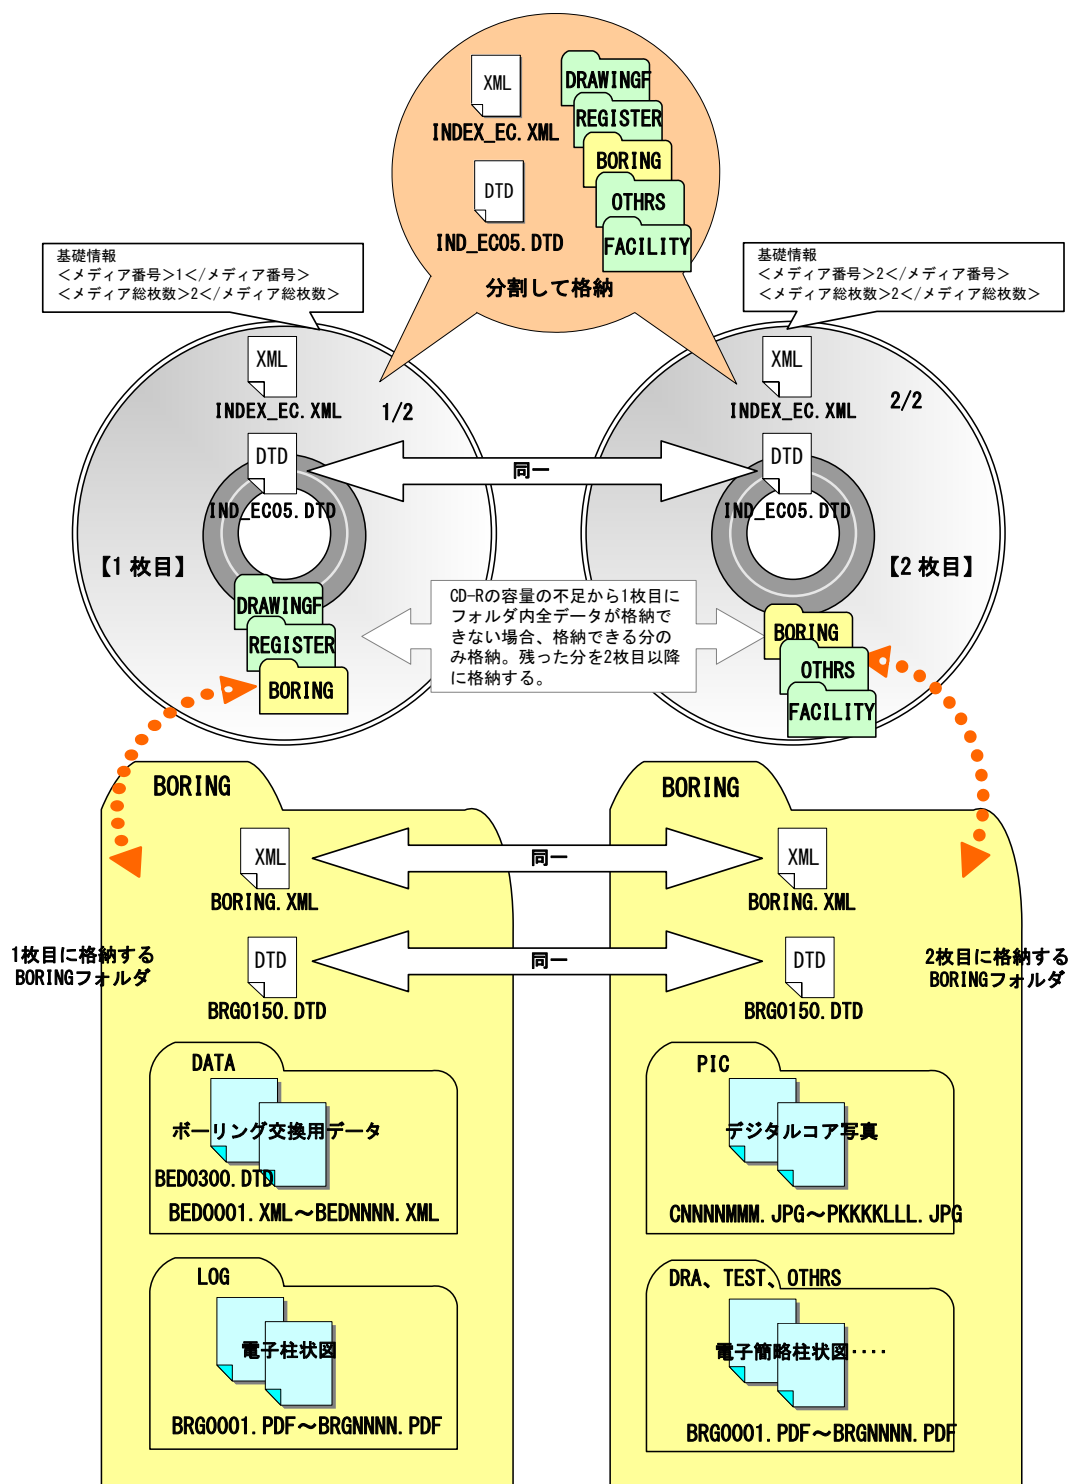 XML
INDEX_EC.XML
DTD
IND_EC05.DTD
DRAWINGF
REGISTER
BORING
OTHRS
FACILITY
分割して格納
基礎情報
<メディア番号>1</メディア番号>
<メディア総枚数>2</メディア総枚数>
基礎情報
<メディア番号>2</メディア番号>
<メディア総枚数>2</メディア総枚数>
XML
INDEX_EC.XML
1/2
DTD
IND_EC05.DTD
【1枚目】
DRAWINGF
REGISTER
BORING
同一
XML
INDEX_EC.XML
2/2
DTD
IND_EC05.DTD
【2枚目】
BORING
OTHRS
FACILITY
CD-Rの容量の不足から1枚目に
フォルダ内全データが格納で
きない場合、格納できる分の
み格納。残った分を2枚目以降
に格納する。
BORING
XML
BORING.XML
同一
1枚目に格納する
BORINGフォルダ
DTD
BRG0150.DTD
同一
DATA
ボーリング交換用データ
BED0300.DTD
BED0001.XML～BEDNNNN.XML
LOG
電子柱状図
BRG0001.PDF～BRGNNNN.PDF
BORING
XML
BORING.XML
2枚目に格納する
BORINGフォルダ
DTD
BRG0150.DTD
PIC
デジタルコア写真
CNNNNMMM.JPG～PKKKKLLL.JPG
DRA、TEST、OTHRS
電子簡略柱状図････
BRG0001.PDF～BRGNNNN.PDF